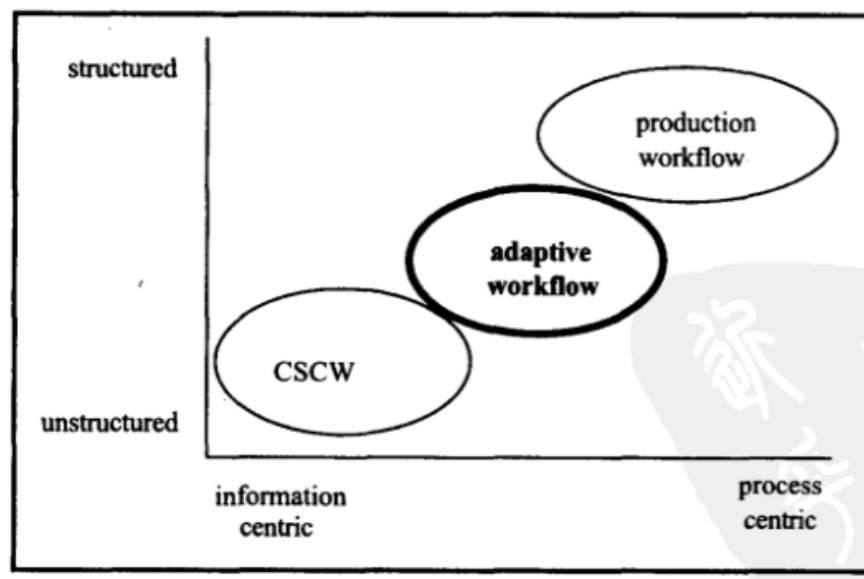 structured
production
workflow
adaptive
workflow
CSCW
unstructured
information
centric
process
centric